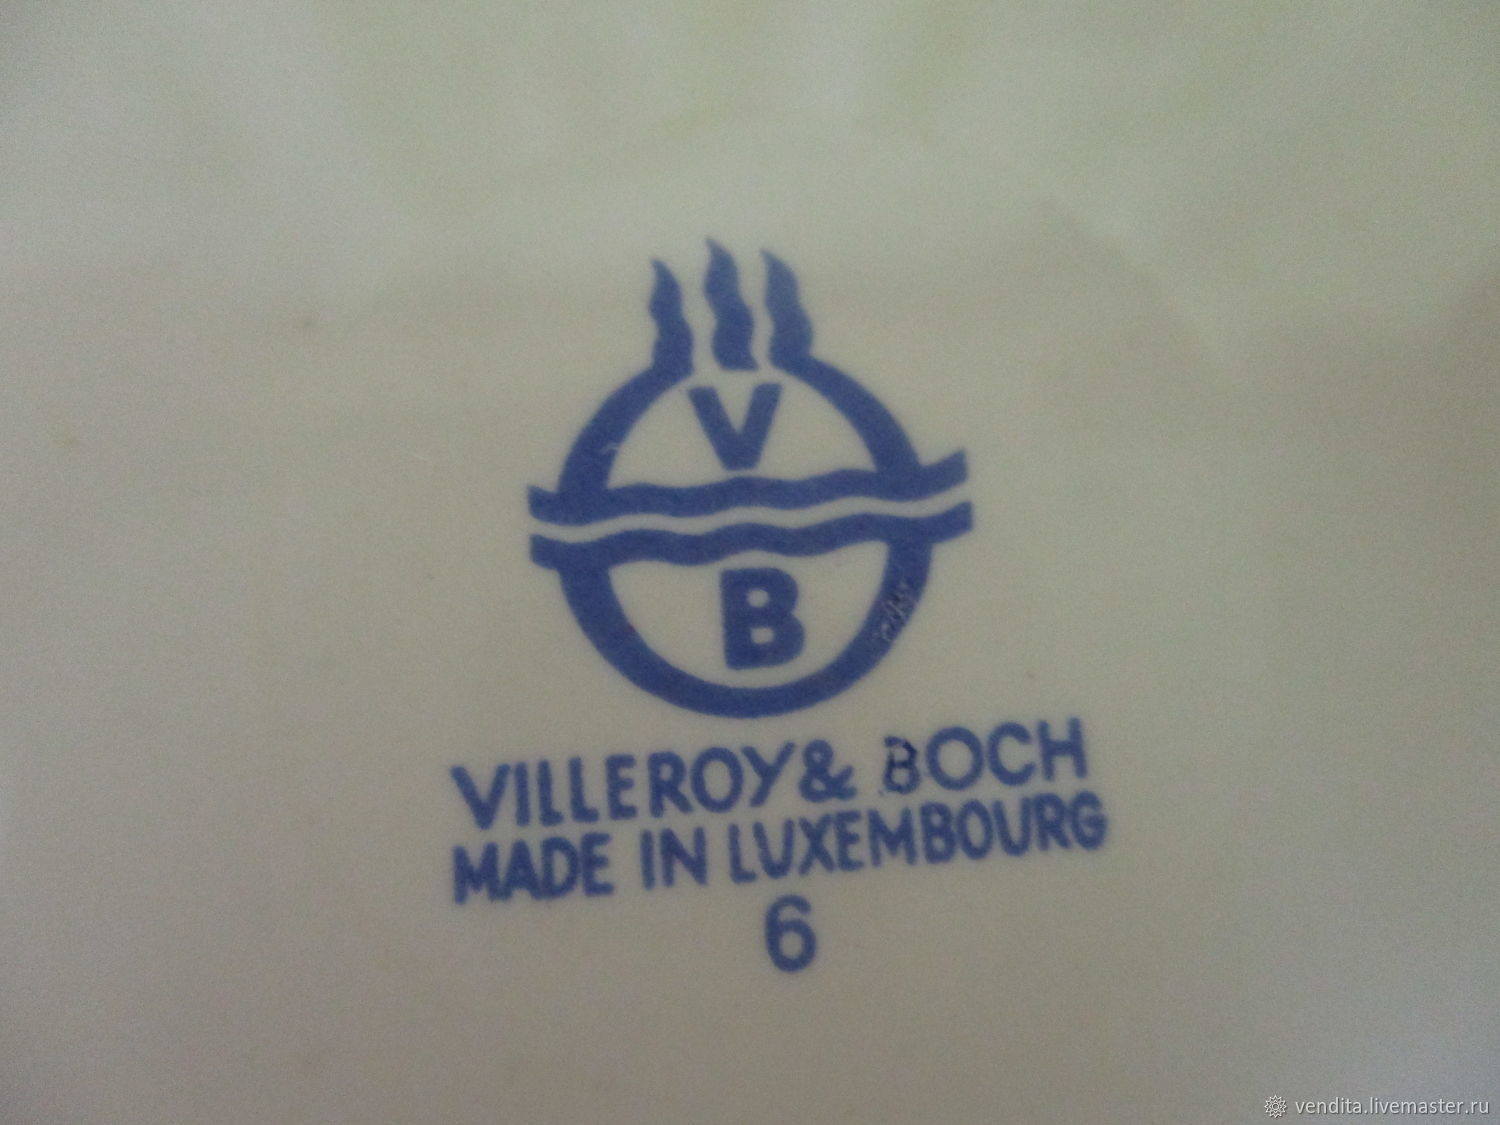 V
B
VILLEROY & BOCH
MADE IN LUXEMBOURG
6
vendita.livemaster.ru